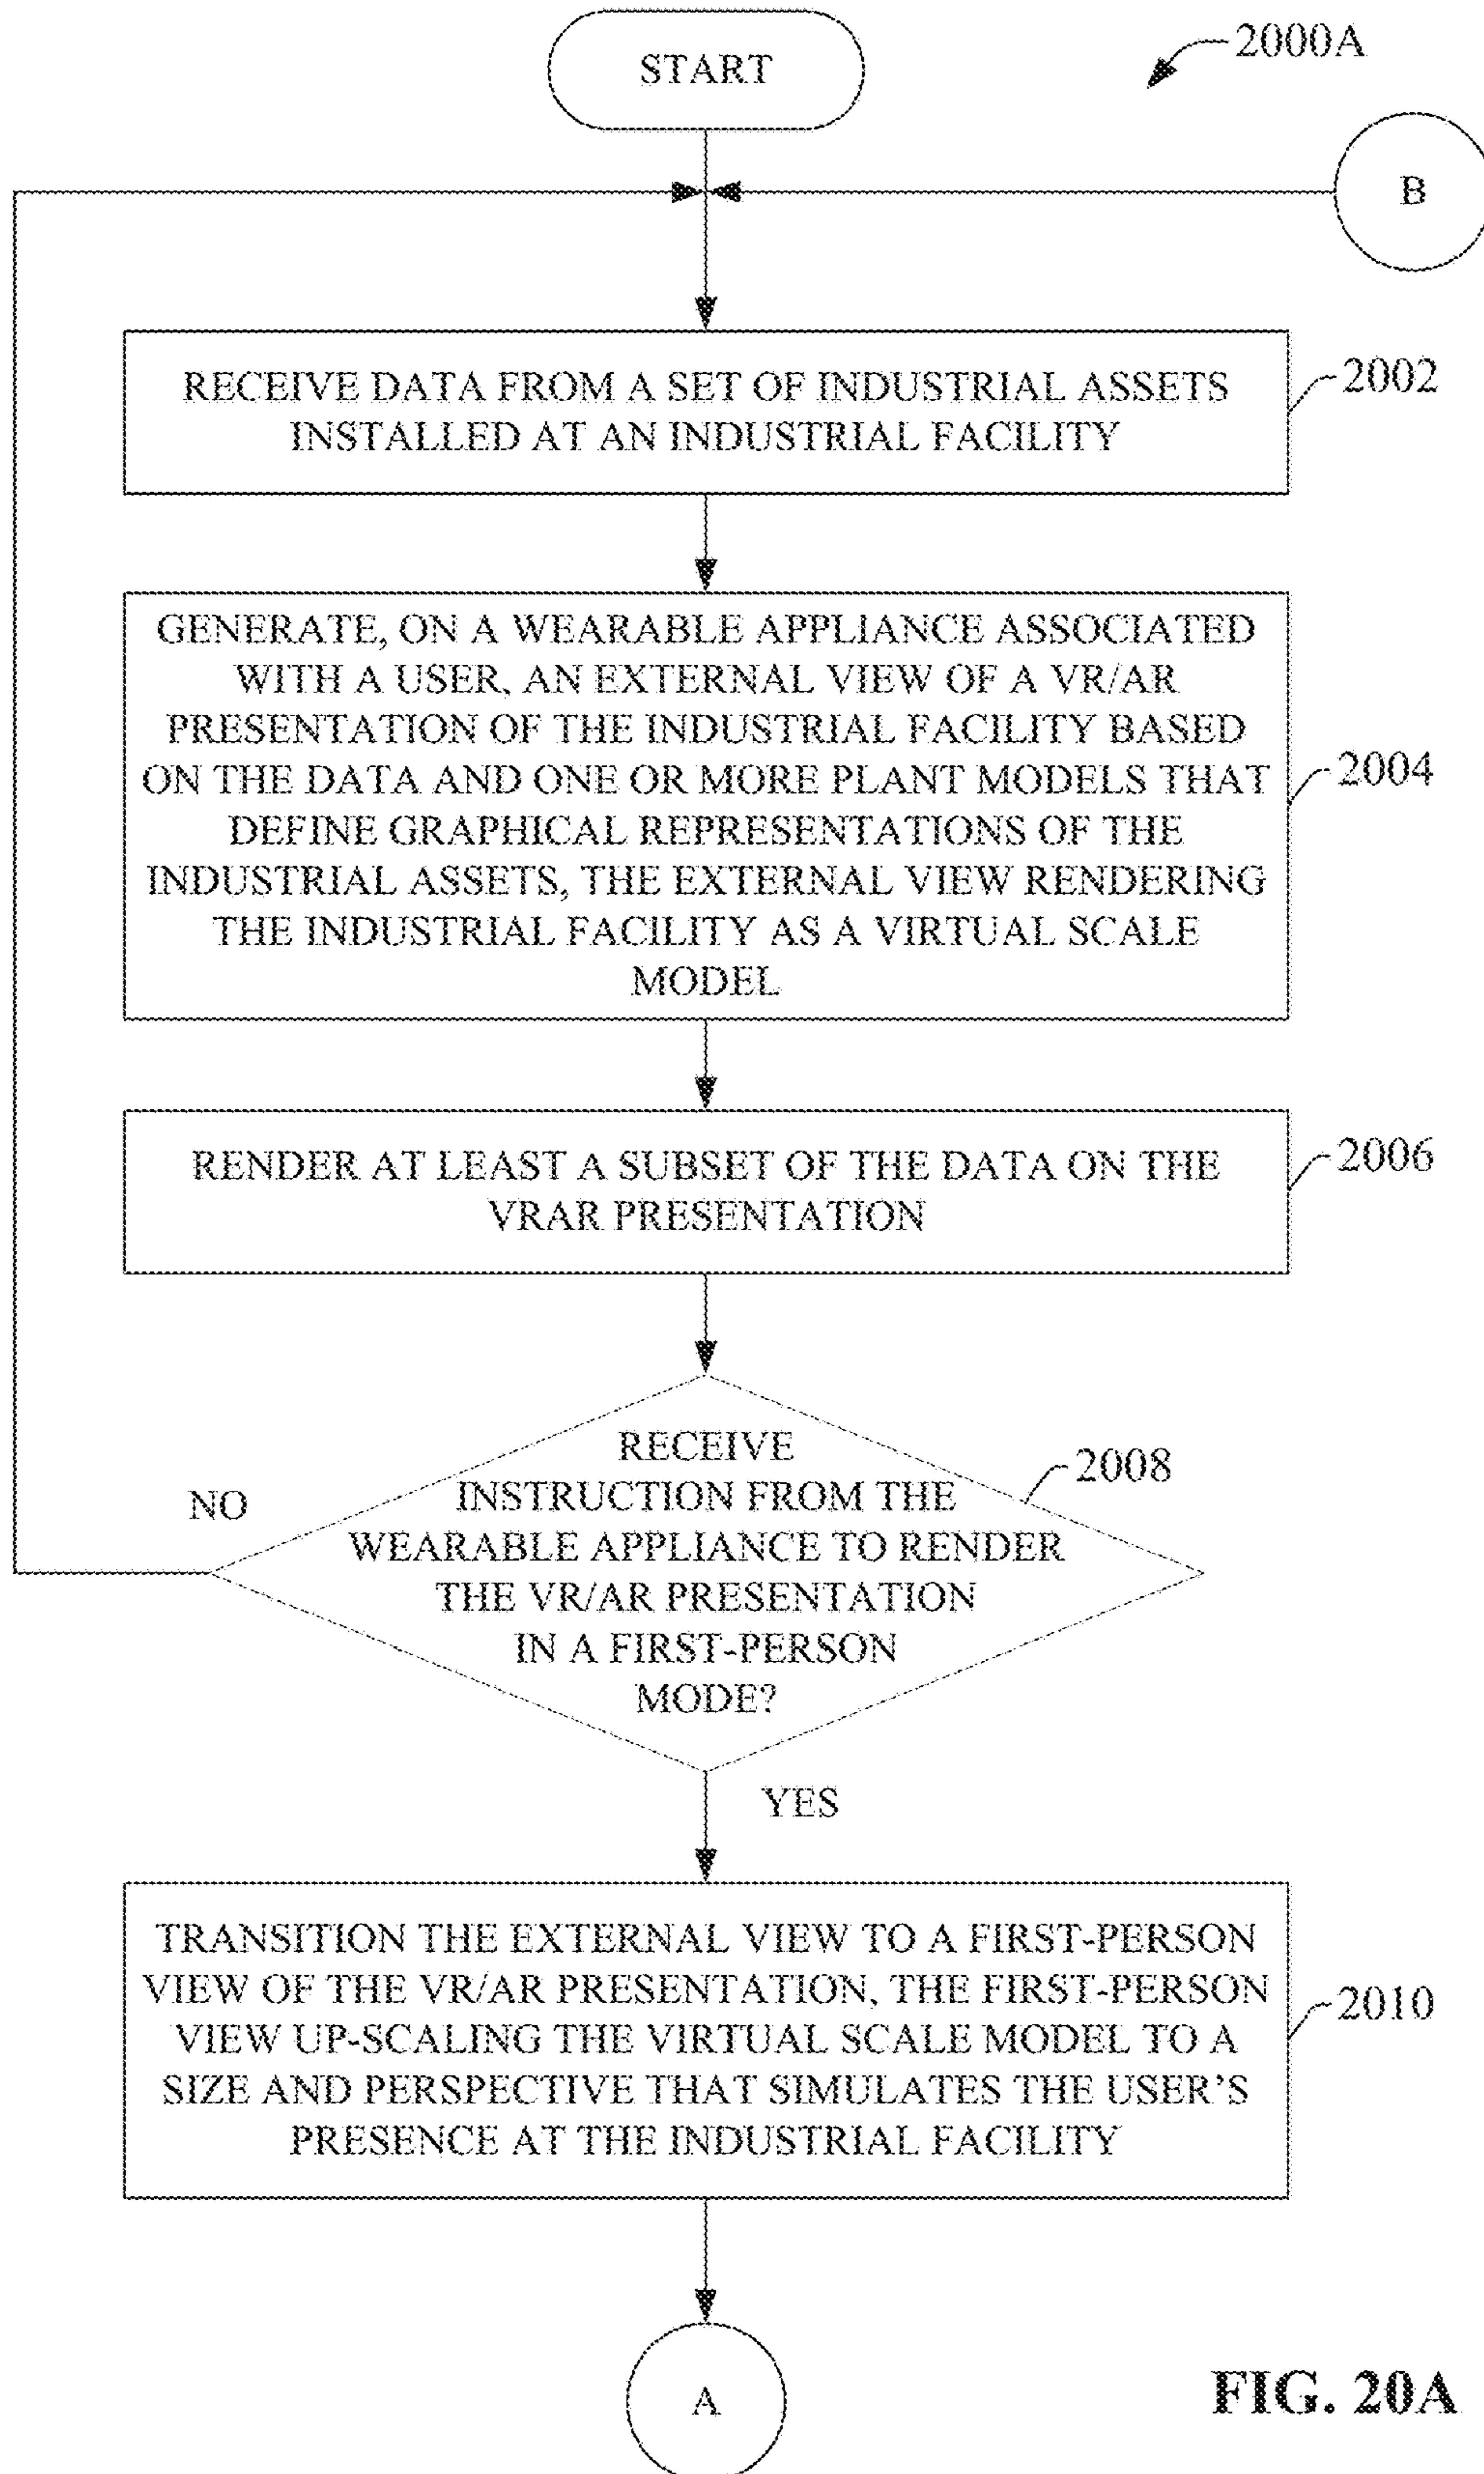 START
2000A
B
RECEIVE DATA FROM A SET OF INDUSTRIAL ASSETS
INSTALLED AT AN INDUSTRIAL FACILITY
2002
GENERATE, ON A WEARABLE APPLIANCE ASSOCIATED
WITH A USER, AN EXTERNAL VIEW OF A VR/AR
PRESENTATION OF THE INDUSTRIAL FACILITY BASED
ON THE DATA AND ONE OR MORE PLANT MODELS THAT
DEFINE GRAPHICAL REPRESENTATIONS OF THE
INDUSTRIAL ASSETS, THE EXTERNAL VIEW RENDERING
THE INDUSTRIAL FACILITY AS A VIRTUAL SCALE
MODEL
2004
RENDER AT LEAST A SUBSET OF THE DATA ON THE
VRAR PRESENTATION
2006
RECEIVE
INSTRUCTION FROM THE
WEARABLE APPLIANCE TO RENDER
THE VR/AR PRESENTATION
IN A FIRST-PERSON
MODE?
2008
NO
YES
TRANSITION THE EXTERNAL VIEW TO A FIRST-PERSON
VIEW OF THE VR/AR PRESENTATION, THE FIRST-PERSON
VIEW UP-SCALING THE VIRTUAL SCALE MODEL TO A
SIZE AND PERSPECTIVE THAT SIMULATES THE USER'S
PRESENCE AT THE INDUSTRIAL FACILITY
2010
A
FIG. 20A